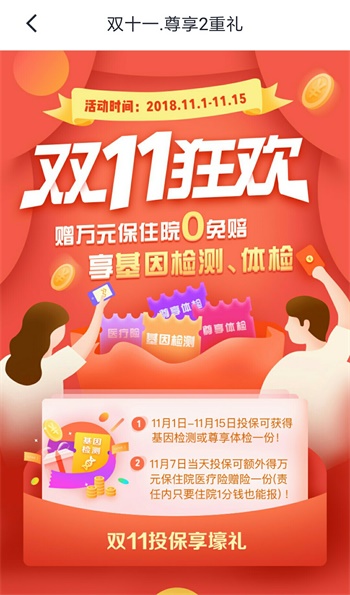 双十一.尊享2重礼
活动时间：2018.11.1-11.15
双11狂欢
赠万元保住院0免赔
享基因检测、体检
尊享体检
医疗险
基因检测
尊享体检
基因
检测
1 11月1日-11月15日投保可获得
基因检测或尊享体检一份！
2 11月7日当天投保可额外得万
元保住院医疗险赠险一份(责
任内只要住院1分钱也能报)！
双11投保享壕礼